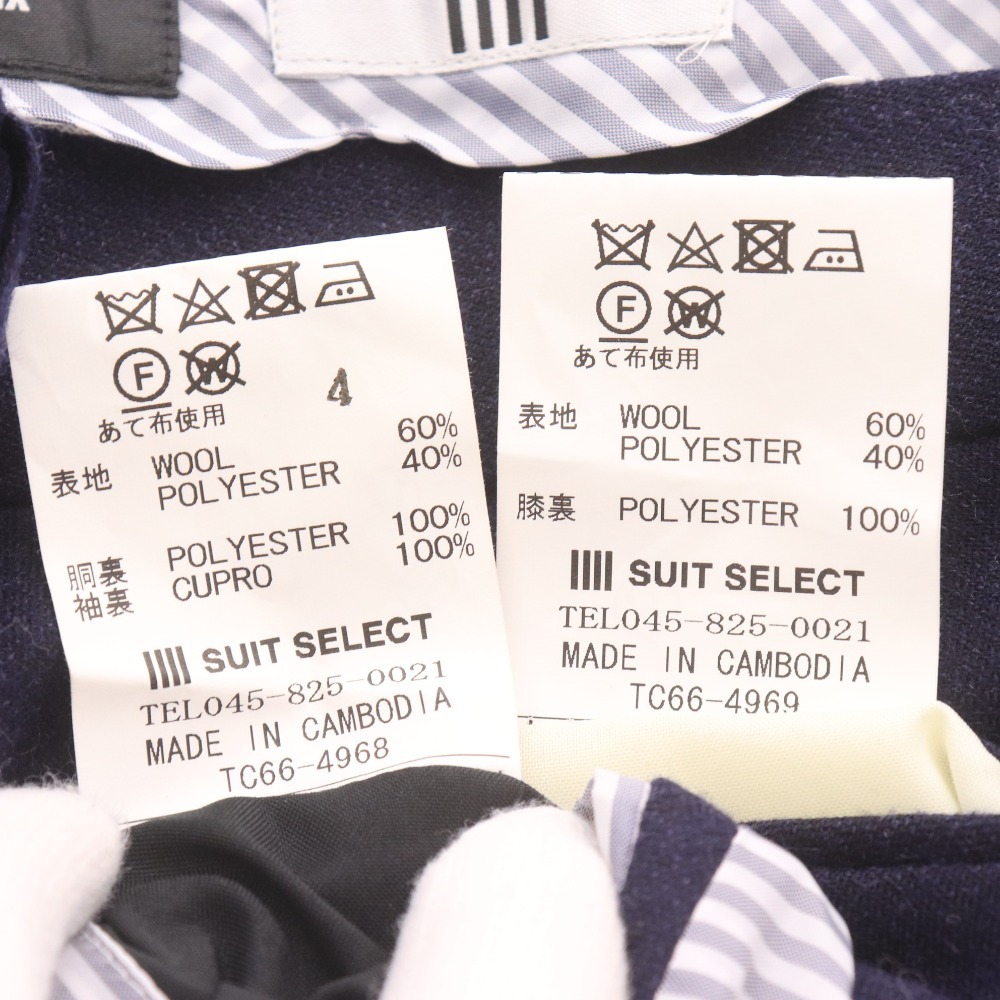 F W 4
あて布使用
表地 WOOL 60%
POLYESTER 40%
胴裏 POLYESTER 100%
袖裏 CUPRO 100%
SUIT SELECT
TEL045-825-0021
MADE IN CAMBODIA
TC66-4968
F W
あて布使用
表地 WOOL 60%
POLYESTER 40%
膝裏 POLYESTER 100%
SUIT SELECT
TEL045-825-0021
MADE IN CAMBODIA
TC66-4969